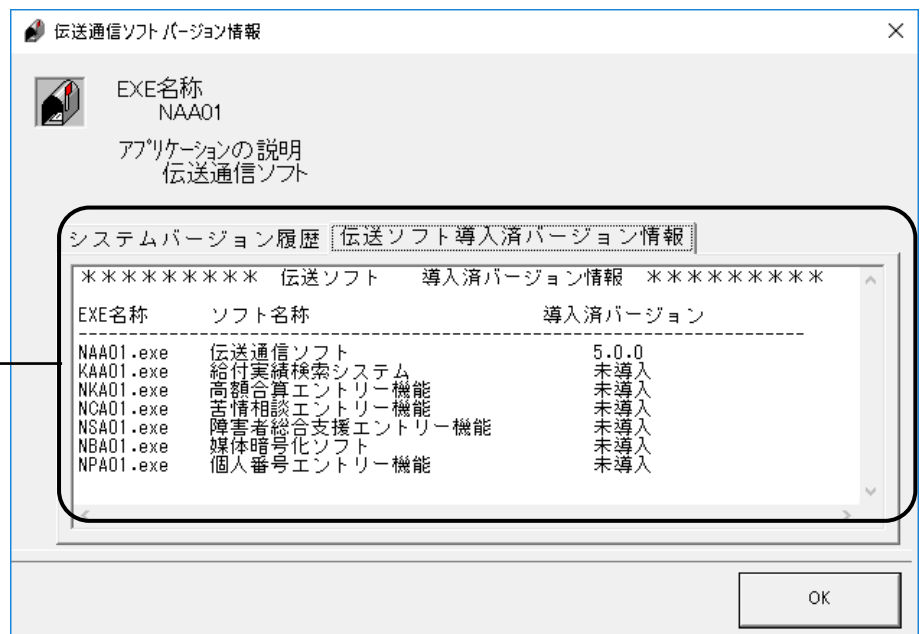 伝送通信ソフト バージョン情報
EXE名称
NAA01
アプリケーションの説明
伝送通信ソフト
システムバージョン履歴 伝送ソフト導入済バージョン情報
********* 伝送ソフト 導入済バージョン情報 *********
EXE名称 ソフト名称 導入済バージョン
--------------------------------------------------------------------------------
NAA01.exe 伝送通信ソフト 5.0.0
KAA01.exe 給付実績検索システム 未導入
NKA01.exe 高額合算エントリー機能 未導入
NCA01.exe 苦情相談エントリー機能 未導入
NSA01.exe 障害者総合支援エントリー機能 未導入
NBA01.exe 媒体暗号化ソフト 未導入
NPA01.exe 個人番号エントリー機能 未導入
OK